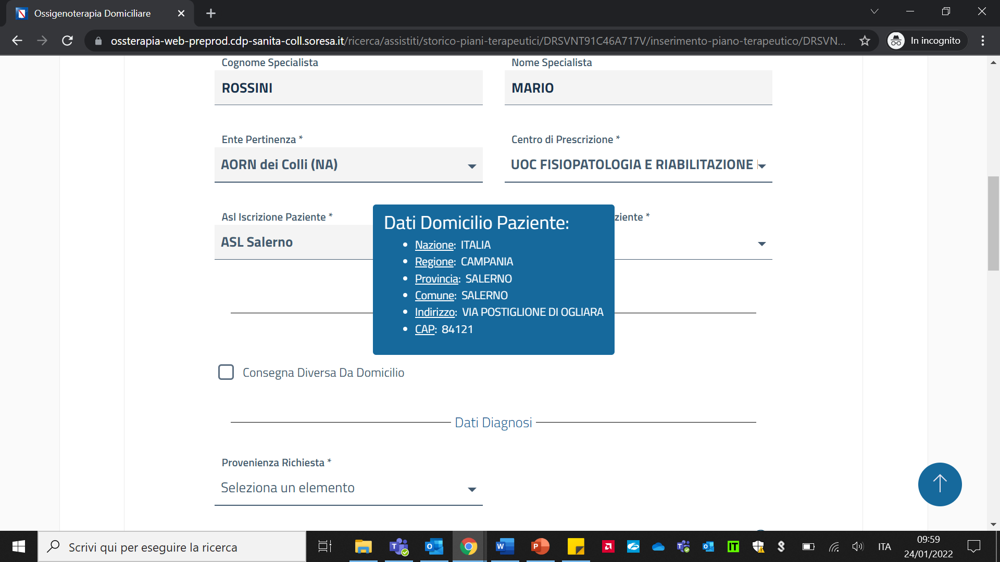 Ossigenoterapia Domiciliare
ossterapia-web-preprod.cdp-sanita-coll.soresa.it/ricerca/assistiti/storico-piani-terapeutici/DRSVNT91C46A717V/inserimento-piano-terapeutico/DRSVN...
In incognito
Cognome Specialista
Nome Specialista
ROSSINI
MARIO
Ente Pertinenza *
Centro di Prescrizione *
AORN dei Colli (NA)
UOC FISIOPATOLOGIA E RIABILITAZIONE
Asl Iscrizione Paziente *
ziente *
ASL Salerno
Dati Domicilio Paziente:
Nazione: ITALIA
Regione: CAMPANIA
Provincia: SALERNO
Comune: SALERNO
Indirizzo: VIA POSTIGLIONE DI OGLIARA
CAP: 84121
Consegna Diversa Da Domicilio
Dati Diagnosi
Provenienza Richiesta *
Seleziona un elemento
Scrivi qui per eseguire la ricerca
IT
ITA
09:59
24/01/2022